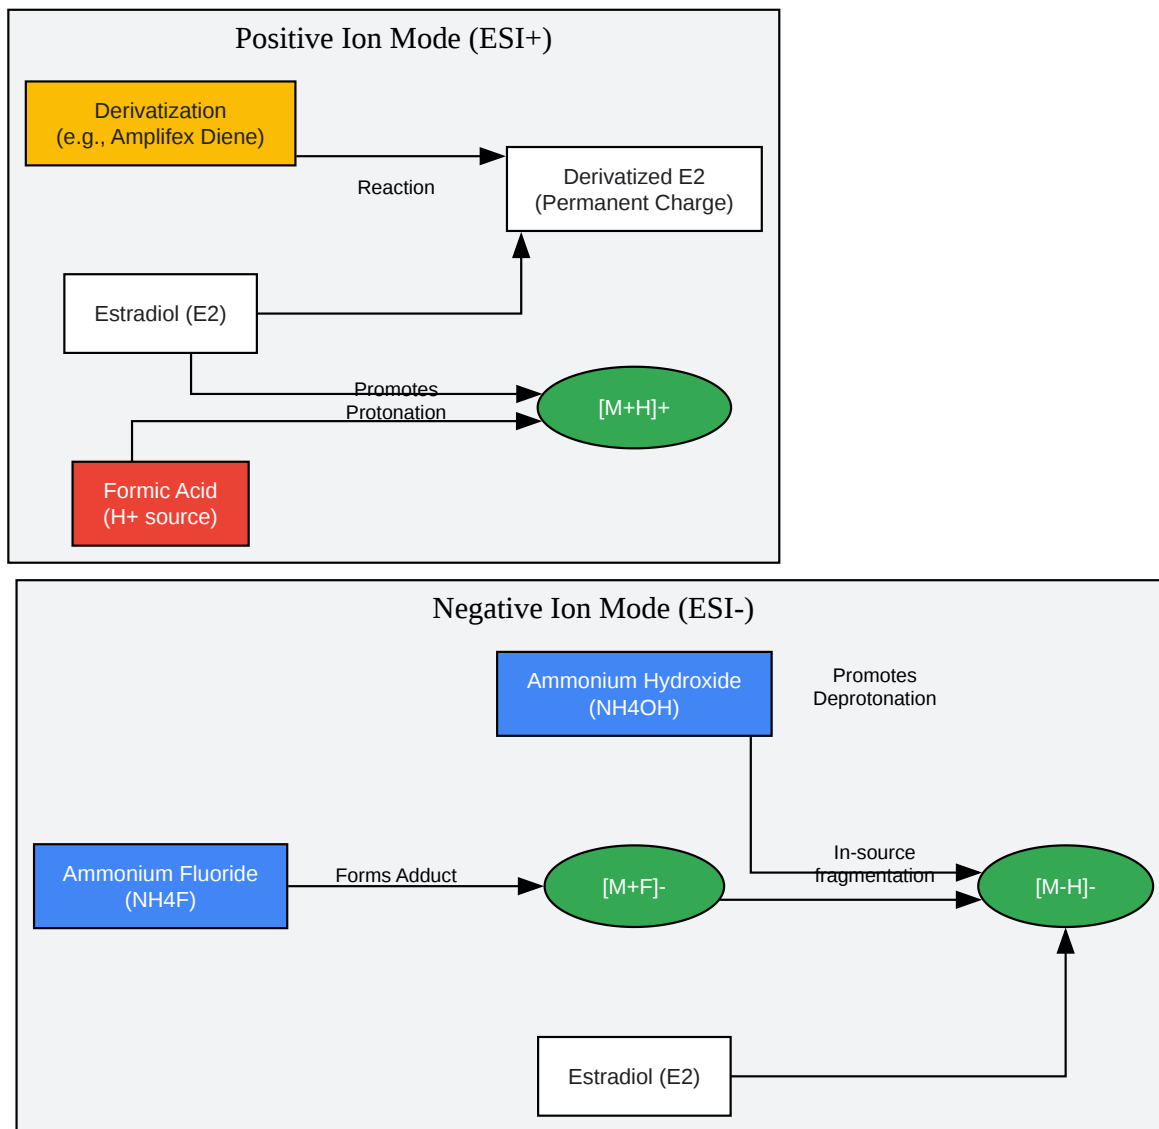 Positive Ion Mode (ESI+)
Derivatization
(e.g., Amplifex Diene)
Reaction
Derivatized E2
(Permanent Charge)
Estradiol (E2)
Promotes
Protonation
[M+H]+
Formic Acid
(H+ source)
Negative Ion Mode (ESI-)
Ammonium Hydroxide
(NH4OH)
Promotes
Deprotonation
Ammonium Fluoride
(NH4F)
Forms Adduct
[M+F]-
In-source
fragmentation
[M-H]-
Estradiol (E2)